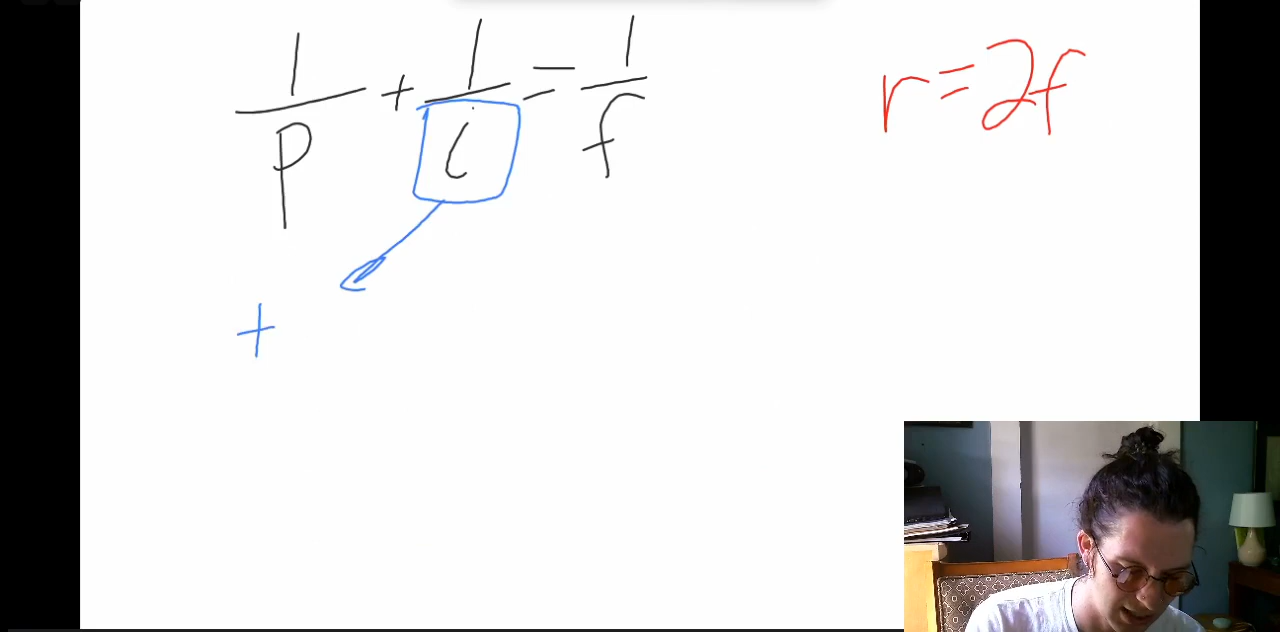 1/p + 1/i = 1/f
r = 2f
+